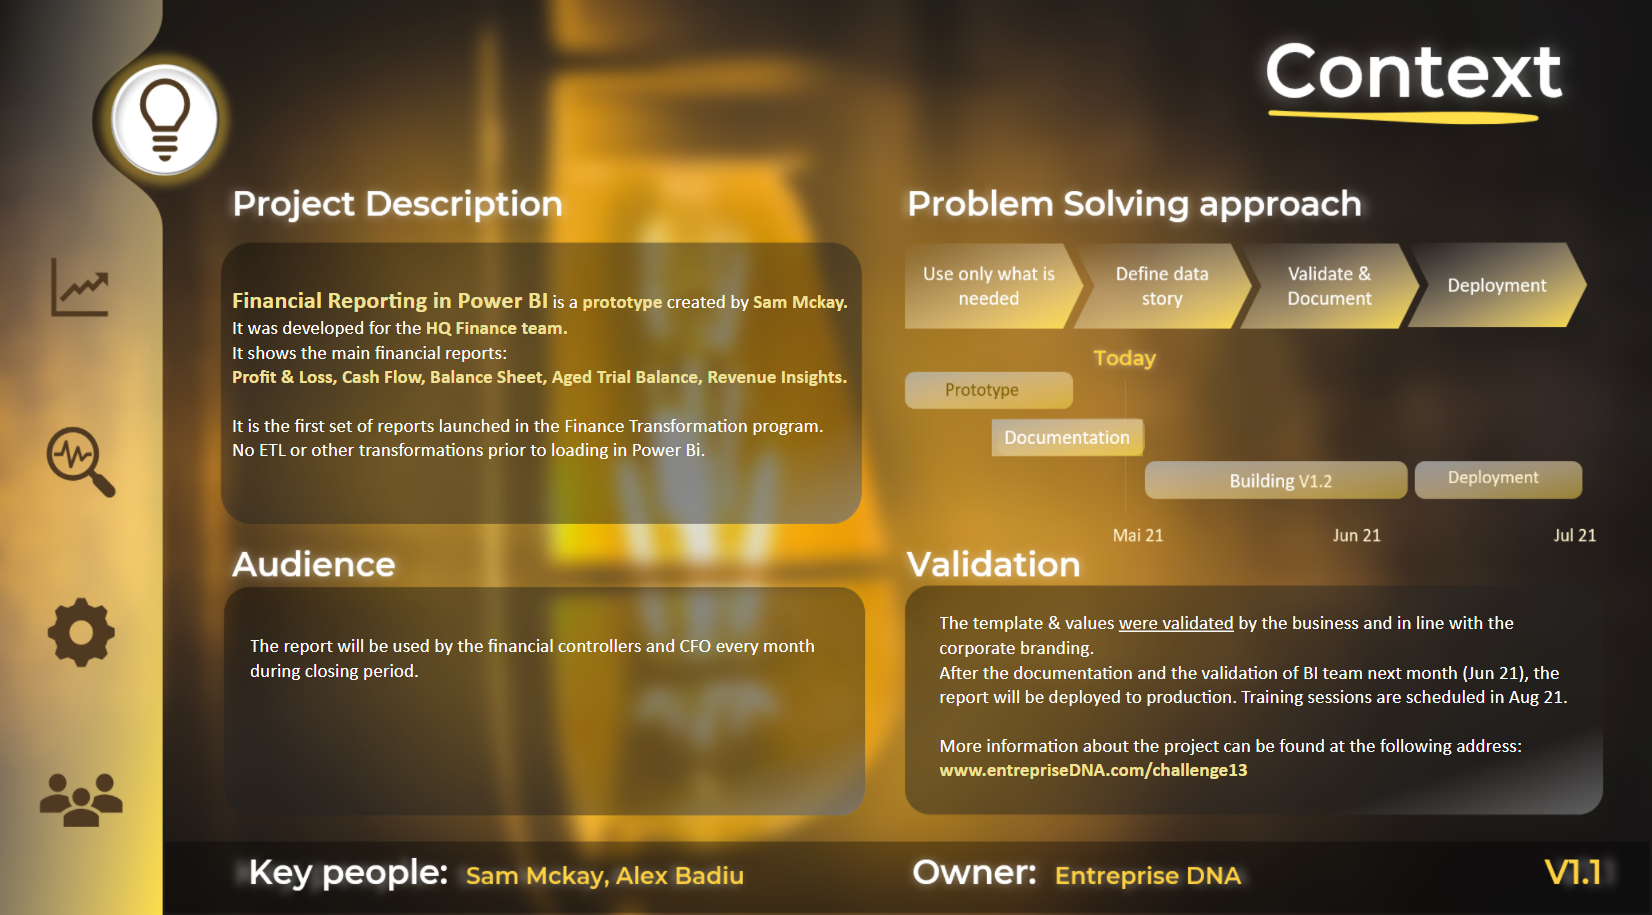 Context
Project Description
Financial Reporting in Power BI is a prototype created by Sam Mckay.
It was developed for the HQ Finance team.
It shows the main financial reports:
Profit & Loss, Cash Flow, Balance Sheet, Aged Trial Balance, Revenue Insights.
It is the first set of reports launched in the Finance Transformation program.
No ETL or other transformations prior to loading in Power Bi.
Problem Solving approach
Use only what is
needed
Define data
story
Validate &
Document
Deployment
Today
Prototype
Documentation
Building V1.2
Deployment
Mai 21
Jun 21
Jul 21
Audience
The report will be used by the financial controllers and CFO every month
during closing period.
Validation
The template & values were validated by the business and in line with the
corporate branding.
After the documentation and the validation of BI team next month (Jun 21), the
report will be deployed to production. Training sessions are scheduled in Aug 21.
More information about the project can be found at the following address:
www.entrepriseDNA.com/challenge13
Key people: Sam Mckay, Alex Badiu
Owner: Entreprise DNA
V1.1